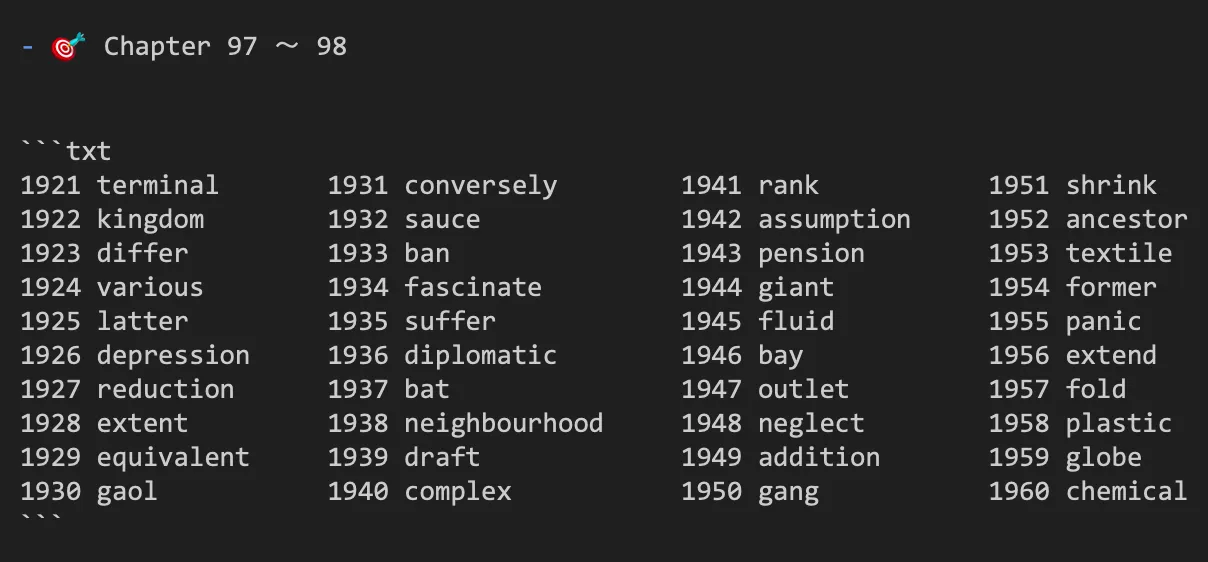 - 🎯 Chapter 97 ～ 98
```txt
1921 terminal 1931 conversely 1941 rank 1951 shrink
1922 kingdom 1932 sauce 1942 assumption 1952 ancestor
1923 differ 1933 ban 1943 pension 1953 textile
1924 various 1934 fascinate 1944 giant 1954 former
1925 latter 1935 suffer 1945 fluid 1955 panic
1926 depression 1936 diplomatic 1946 bay 1956 extend
1927 reduction 1937 bat 1947 outlet 1957 fold
1928 extent 1938 neighbourhood 1948 neglect 1958 plastic
1929 equivalent 1939 draft 1949 addition 1959 globe
1930 gaol 1940 complex 1950 gang 1960 chemical
```